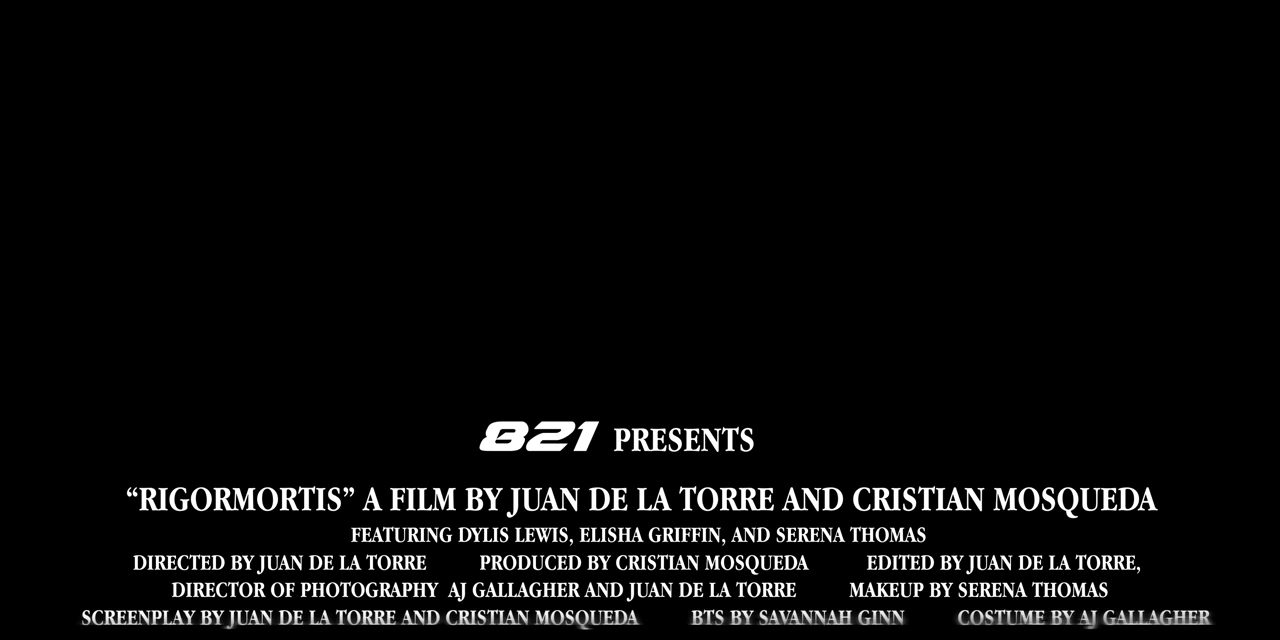 821 PRESENTS
“RIGORMORTIS” A FILM BY JUAN DE LA TORRE AND CRISTIAN MOSQUEDA
FEATURING DYLIS LEWIS, ELISHA GRIFFIN, AND SERENA THOMAS
DIRECTED BY JUAN DE LA TORRE PRODUCED BY CRISTIAN MOSQUEDA EDITED BY JUAN DE LA TORRE,
DIRECTOR OF PHOTOGRAPHY AJ GALLAGHER AND JUAN DE LA TORRE MAKEUP BY SERENA THOMAS
SCREENPLAY BY JUAN DE LA TORRE AND CRISTIAN MOSQUEDA BTS BY SAVANNAH GINN COSTUME BY AJ GALLAGHER